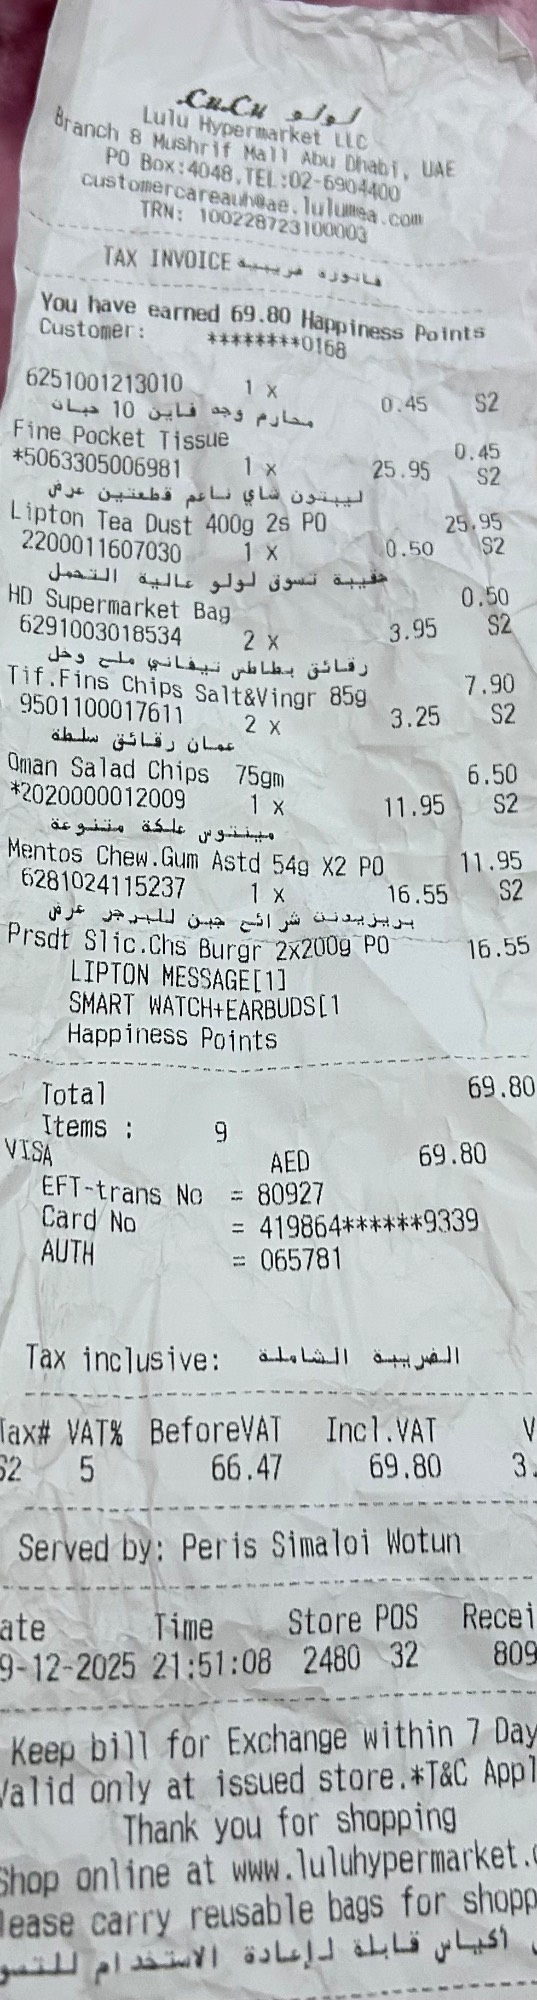 LuLu لولو
Lulu Hypermarket LLC
Branch 8 Mushrif Mall Abu Dhabi, UAE
PO Box:4048,TEL:02-6904400
customercareauh@ae.lulumea.com
TRN: 100228723100003
TAX INVOICE فاتورة ضريبية
You have earned 69.80 Happiness Points
Customer: ********0168
6251001213010 1 x 0.45 S2
محارم وجه فاين 10 حبات
Fine Pocket Tissue 0.45
*5063305006981 1 x 25.95 S2
ليبتون شاي ناعم قطعتين عرض
Lipton Tea Dust 400g 2s PO 25.95
2200011607030 1 x 0.50 S2
حقيبة تسوق لولو عالية التحمل
HD Supermarket Bag 0.50
6291003018534 2 x 3.95 S2
رقائق بطاطس تيفاني ملح وخل
Tif.Fins Chips Salt&Vingr 85g 7.90
9501100017611 2 x 3.25 S2
عمان رقائق سلطة
Oman Salad Chips 75gm 6.50
*2020000012009 1 x 11.95 S2
مينتوس علكة متنوعة
Mentos Chew.Gum Astd 54g X2 PO 11.95
6281024115237 1 x 16.55 S2
بريزيدنت شرائح جبن للبرجر عرض
Prsdt Slic.Chs Burgr 2x200g PO 16.55
LIPTON MESSAGE[1]
SMART WATCH+EARBUDS[1
Happiness Points
Total 69.80
Items : 9
VISA AED 69.80
EFT-trans No = 80927
Card No = 419864******9339
AUTH = 065781
Tax inclusive: الضريبة الشاملة
Tax# VAT% BeforeVAT Incl.VAT V
S2 5 66.47 69.80 3.
Served by: Peris Simaloi Wotun
ate Time Store POS Recei
9-12-2025 21:51:08 2480 32 809
Keep bill for Exchange within 7 Day
Valid only at issued store.*T&C Appl
Thank you for shopping
Shop online at www.luluhypermarket.c
lease carry reusable bags for shopp
أكياس قابلة لإعادة الاستخدام للتسو